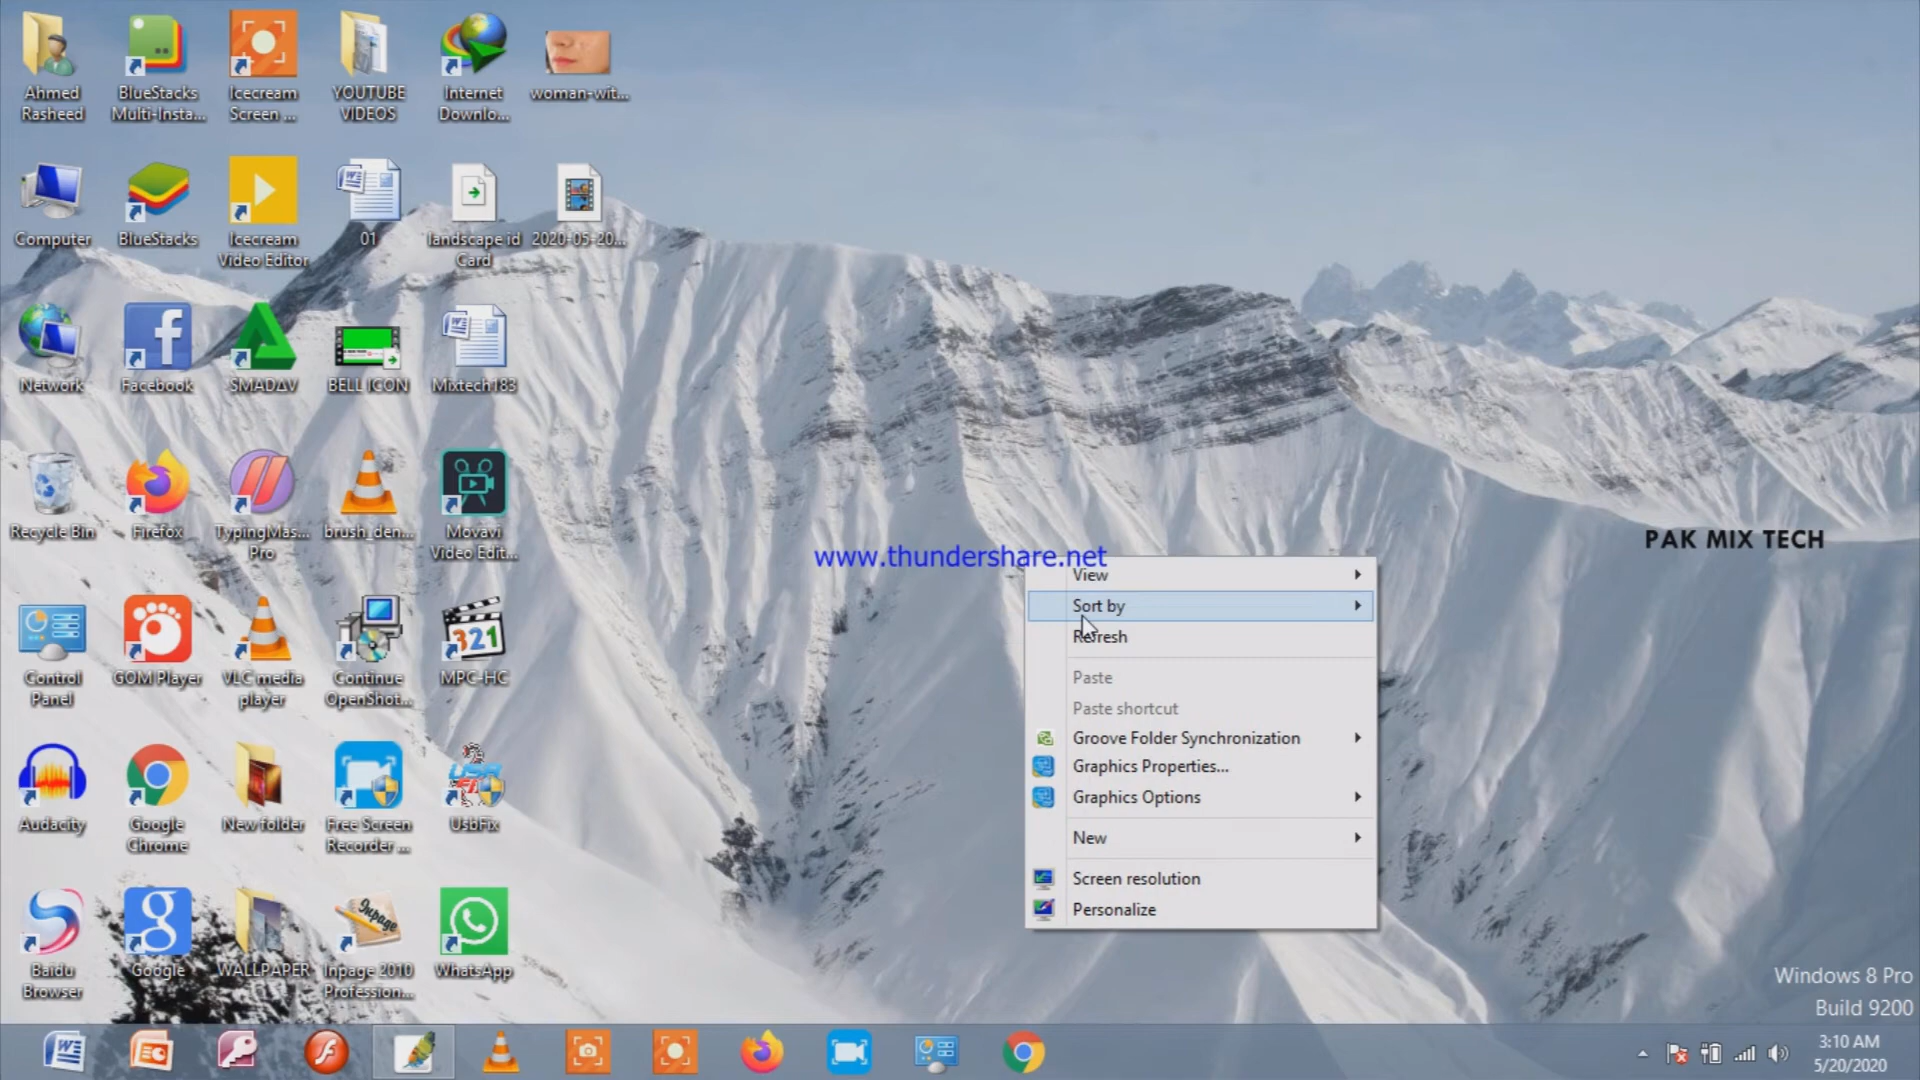 Ahmed
Rasheed
BlueStacks
Multi-Insta...
Icecream
Screen ...
YOUTUBE
VIDEOS
Internet
Downlo...
woman-wit...
Computer
BlueStacks
Icecream
Video Editor
01
landscape id
Card
2020-05-20...
Network
Facebook
SMADAV
BELL ICON
Mixtech183
Recycle Bin
Firefox
TypingMas...
Pro
brush_den...
Movavi
Video Edit...
Control
Panel
GOM Player
VLC media
player
Continue
OpenShot...
321
MPC-HC
Audacity
Google
Chrome
New folder
Free Screen
Recorder ...
UsbFix
Baidu
Browser
Google
WALLPAPER
Inpage
Inpage 2010
Profession...
WhatsApp
www.thundershare.net
View
Sort by
Refresh
Paste
Paste shortcut
Groove Folder Synchronization
Graphics Properties...
Graphics Options
New
Screen resolution
Personalize
PAK MIX TECH
Windows 8 Pro
Build 9200
3:10 AM
5/20/2020